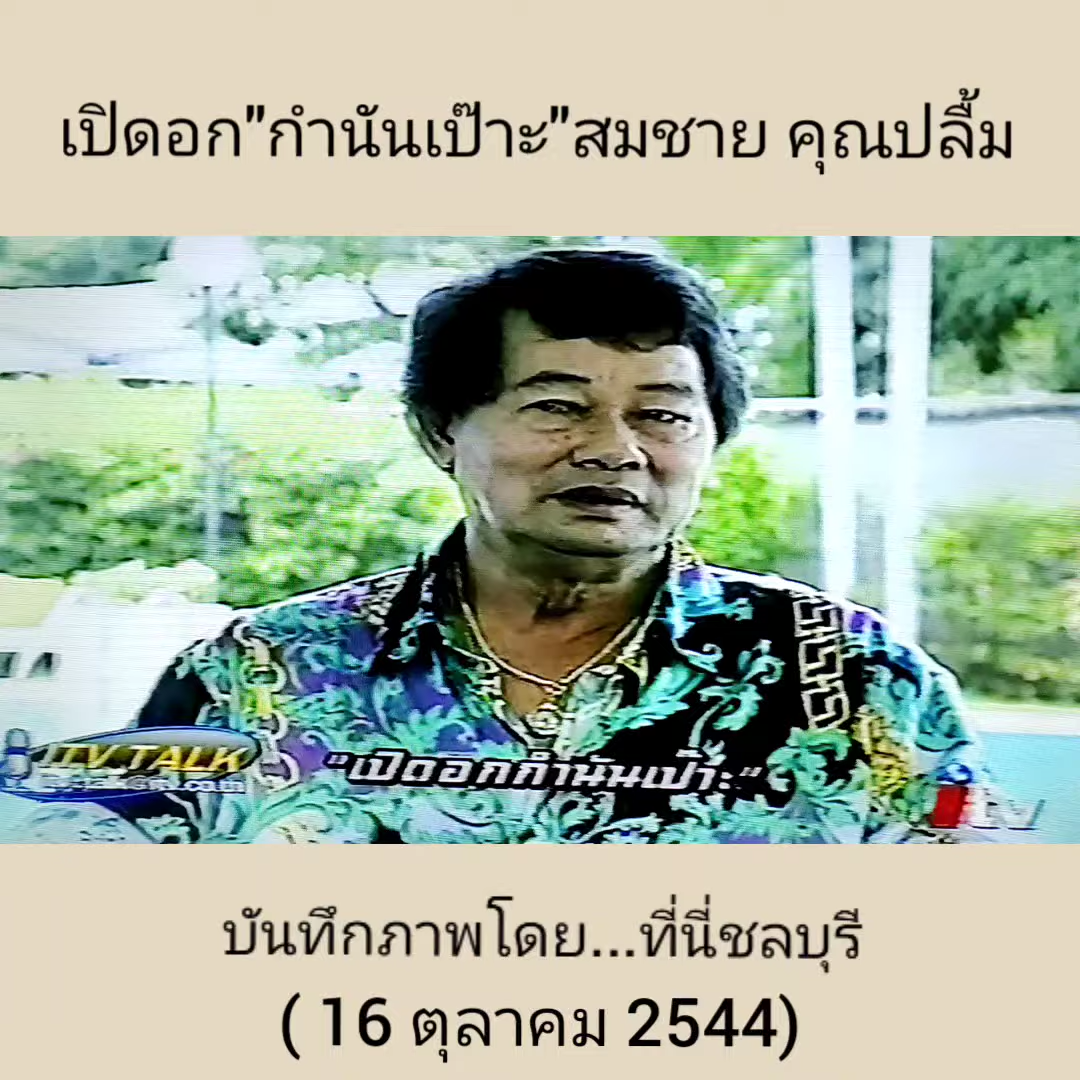 เปิดอก"กำนันเป๊าะ"สมชาย คุณปลื้ม
ITV TALK
"เปิดอกกำนันเป๊าะ"
itv
บันทึกภาพโดย...ที่นี่ชลบุรี
( 16 ตุลาคม 2544)